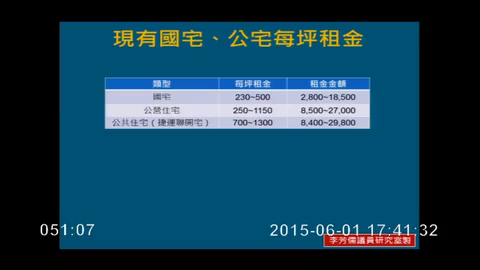 現有國宅、公宅每坪租金
類型 每坪租金 租金金額
國宅 230~500 2,800~18,500
公營住宅 250~1150 8,500~27,000
公共住宅（捷運聯開宅） 700~1300 8,400~29,800
051:07 2015-06-01 17:41:32
李芳儒議員研究室製